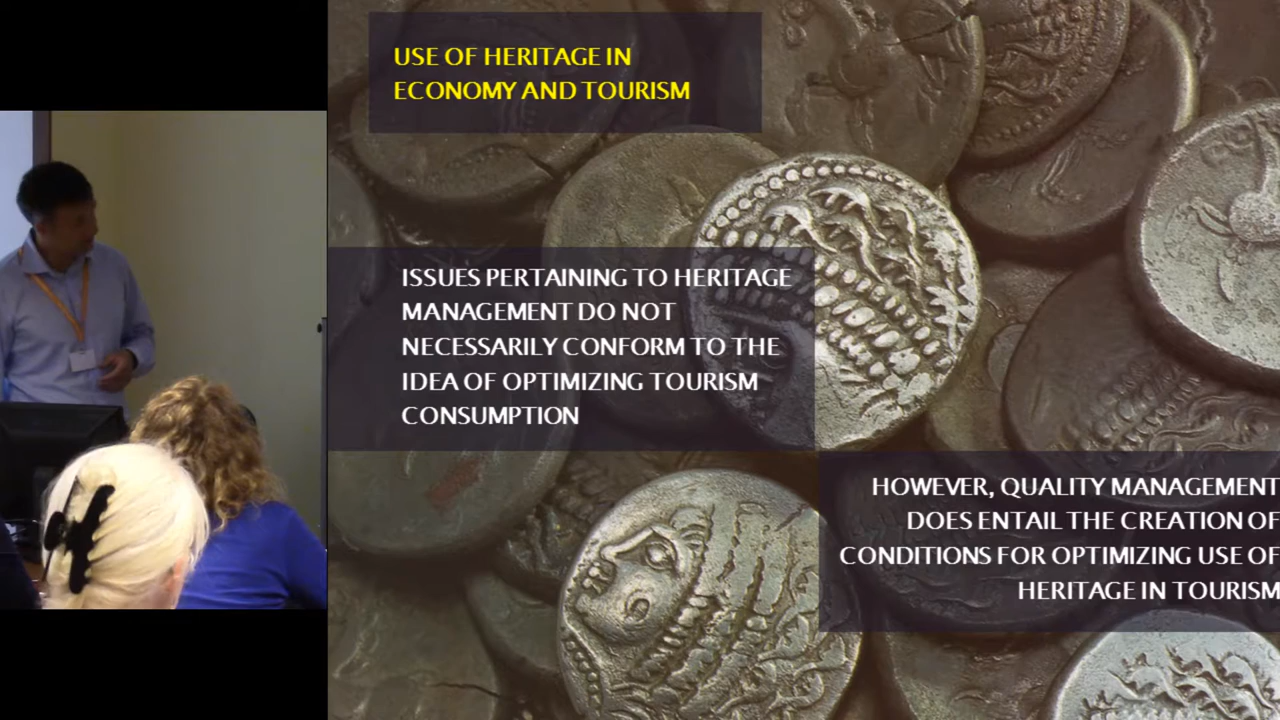 USE OF HERITAGE IN
ECONOMY AND TOURISM
ISSUES PERTAINING TO HERITAGE
MANAGEMENT DO NOT
NECESSARILY CONFORM TO THE
IDEA OF OPTIMIZING TOURISM
CONSUMPTION
HOWEVER, QUALITY MANAGEMENT
DOES ENTAIL THE CREATION OF
CONDITIONS FOR OPTIMIZING USE OF
HERITAGE IN TOURISM